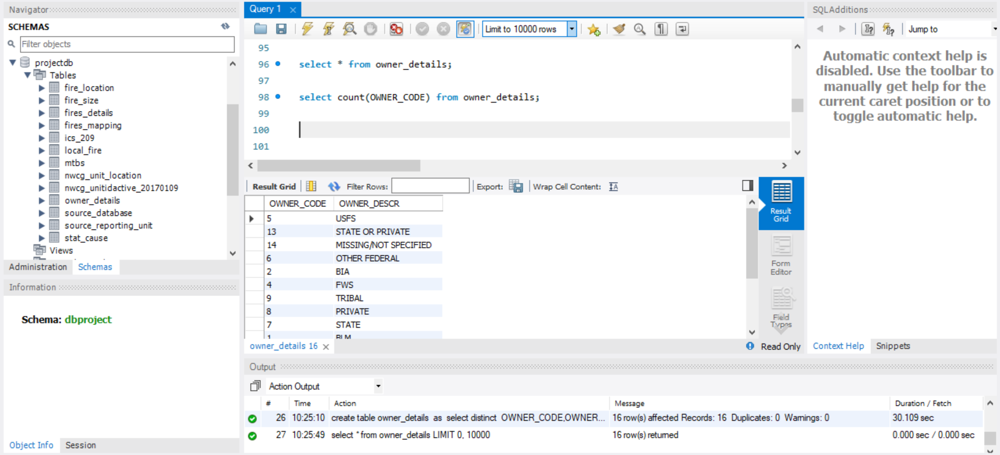 Navigator
SCHEMAS
Filter objects
projectdb
Tables
fire_location
fire_size
fires_details
fires_mapping
ics_209
local_fire
mtbs
nwcg_unit_location
nwcg_unitidactive_20170109
owner_details
source_database
source_reporting_unit
stat_cause
Views
Administration Schemas
Information
Schema: dbproject
Object Info Session
Query 1
Limit to 10000 rows
95
96 select * from owner_details;
97
98 select count(OWNER_CODE) from owner_details;
99
100
101
Result Grid Filter Rows: Export: Wrap Cell Content:
OWNER_CODE OWNER_DESCR
5 USFS
13 STATE OR PRIVATE
14 MISSING/NOT SPECIFIED
6 OTHER FEDERAL
2 BIA
4 FWS
9 TRIBAL
8 PRIVATE
7 STATE
1 BLM
Result
Grid
Form
Editor
Field
Types
owner_details 16 Read Only
Output
Action Output
# Time Action Message Duration / Fetch
26 10:25:10 create table owner_details as select distinct OWNER_CODE,OWNER... 16 row(s) affected Records: 16 Duplicates: 0 Warnings: 0 30.109 sec
27 10:25:49 select * from owner_details LIMIT 0, 10000 16 row(s) returned 0.000 sec / 0.000 sec
SQLAdditions
Jump to
Automatic context help is
disabled. Use the toolbar to
manually get help for the
current caret position or to
toggle automatic help.
Context Help Snippets